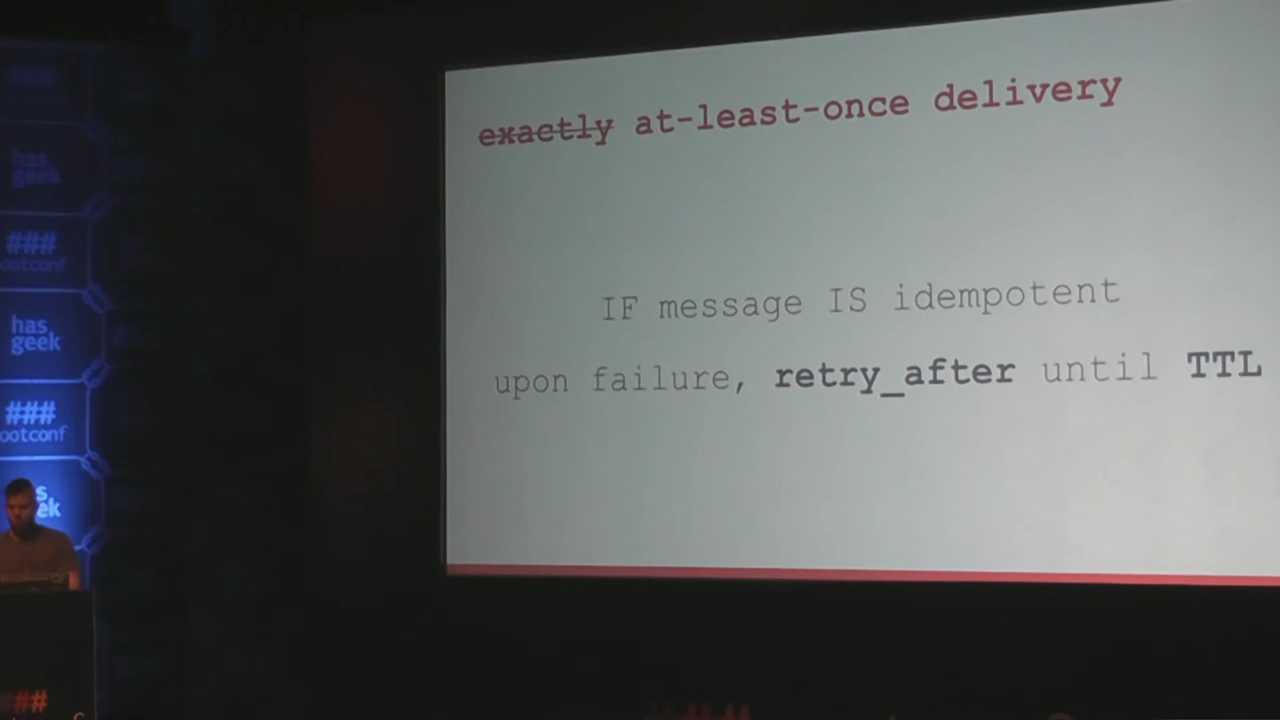 exactly at-least-once delivery
IF message IS idempotent
upon failure, retry_after until TTL
has
geek
###
ootconf
has
geek
###
ootconf
s
ek
###